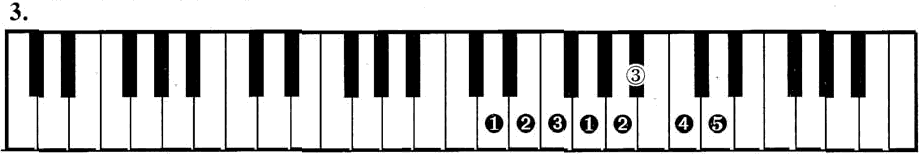 3.
③
❶ ❷ ❸ ❶ ❷ ❹ ❺